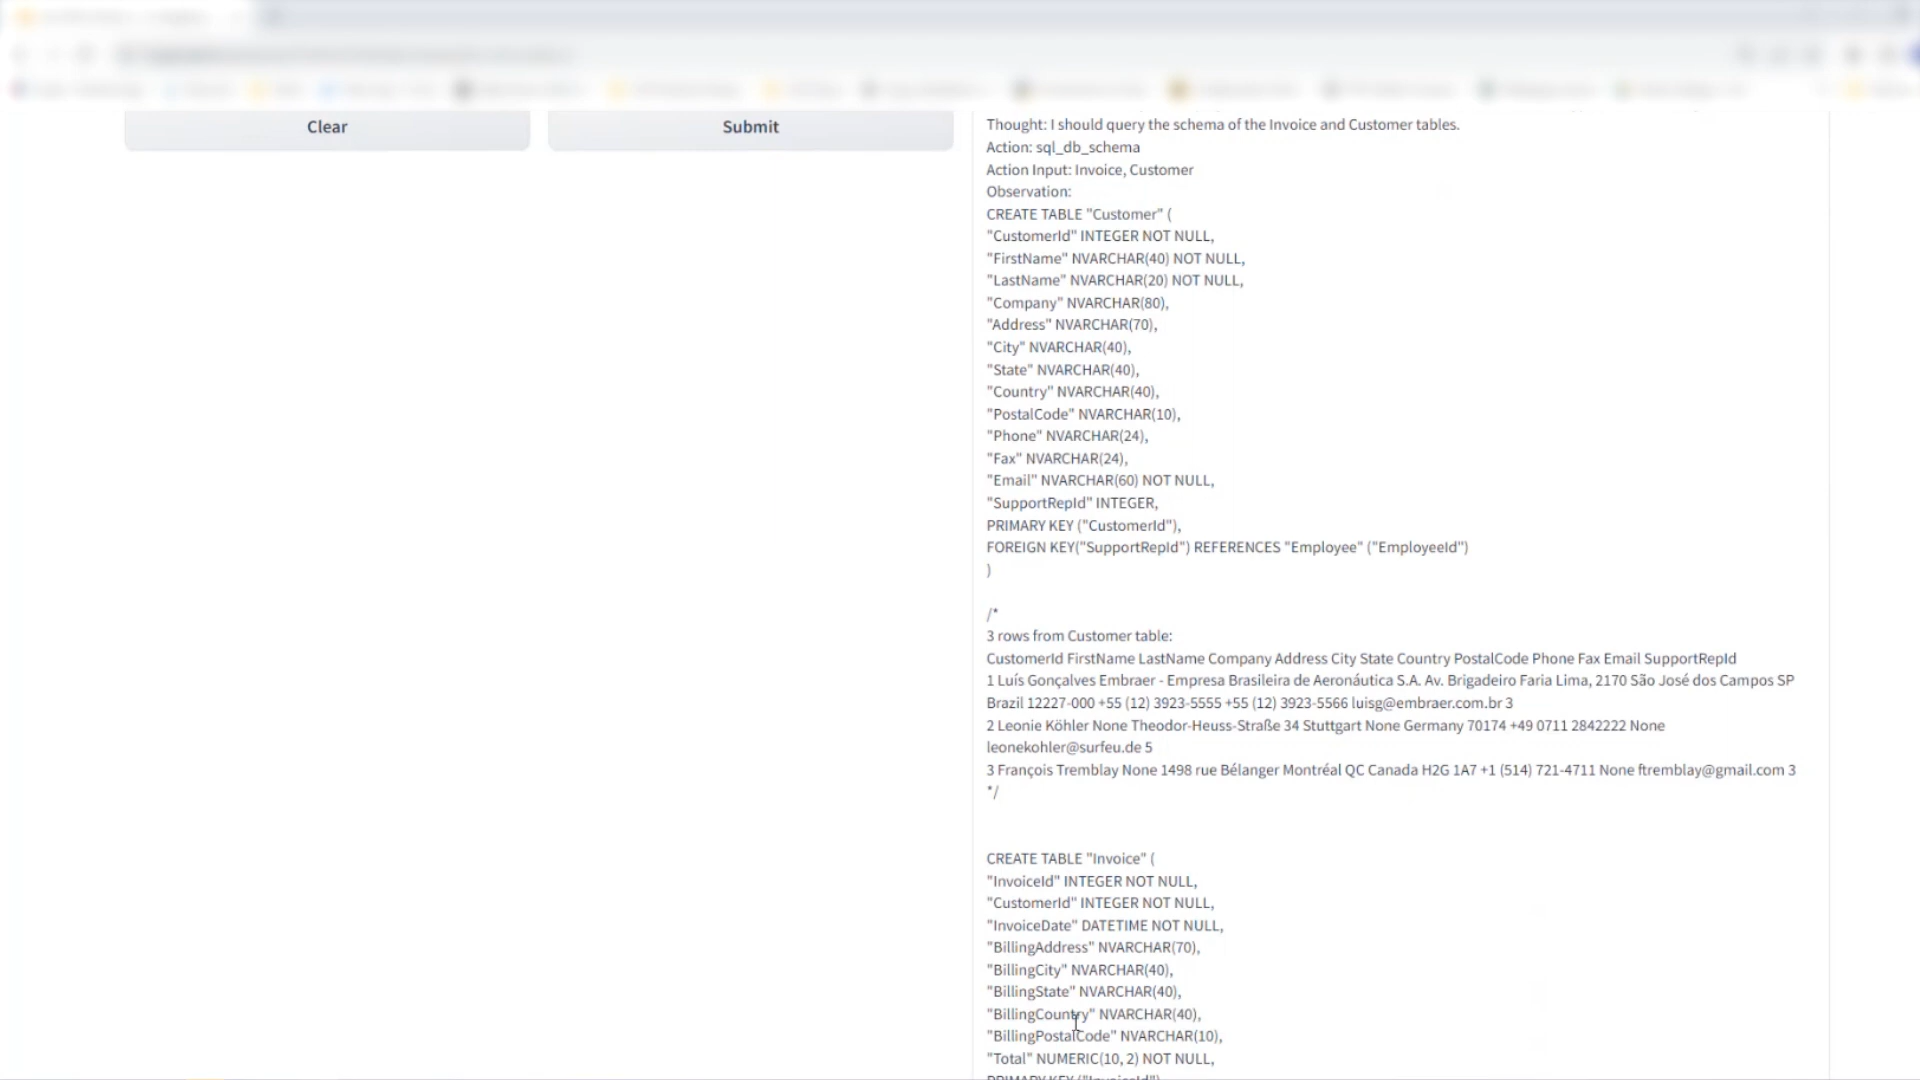 Clear
Submit
Thought: I should query the schema of the Invoice and Customer tables.
Action: sql_db_schema
Action Input: Invoice, Customer
Observation:
CREATE TABLE "Customer" (
"CustomerId" INTEGER NOT NULL,
"FirstName" NVARCHAR(40) NOT NULL,
"LastName" NVARCHAR(20) NOT NULL,
"Company" NVARCHAR(80),
"Address" NVARCHAR(70),
"City" NVARCHAR(40),
"State" NVARCHAR(40),
"Country" NVARCHAR(40),
"PostalCode" NVARCHAR(10),
"Phone" NVARCHAR(24),
"Fax" NVARCHAR(24),
"Email" NVARCHAR(60) NOT NULL,
"SupportRepId" INTEGER,
PRIMARY KEY ("CustomerId"),
FOREIGN KEY("SupportRepId") REFERENCES "Employee" ("EmployeeId")
)
/*
3 rows from Customer table:
CustomerId FirstName LastName Company Address City State Country PostalCode Phone Fax Email SupportRepId
1 Luís Gonçalves Embraer - Empresa Brasileira de Aeronáutica S.A. Av. Brigadeiro Faria Lima, 2170 São José dos Campos SP
Brazil 12227-000 +55 (12) 3923-5555 +55 (12) 3923-5566 luisg@embraer.com.br 3
2 Leonie Köhler None Theodor-Heuss-Straße 34 Stuttgart None Germany 70174 +49 0711 2842222 None
leonekohler@surfeu.de 5
3 François Tremblay None 1498 rue Bélanger Montréal QC Canada H2G 1A7 +1 (514) 721-4711 None ftremblay@gmail.com 3
*/
CREATE TABLE "Invoice" (
"InvoiceId" INTEGER NOT NULL,
"CustomerId" INTEGER NOT NULL,
"InvoiceDate" DATETIME NOT NULL,
"BillingAddress" NVARCHAR(70),
"BillingCity" NVARCHAR(40),
"BillingState" NVARCHAR(40),
"BillingCountry" NVARCHAR(40),
"BillingPostalCode" NVARCHAR(10),
"Total" NUMERIC(10, 2) NOT NULL,
PRIMARY KEY ("InvoiceId")